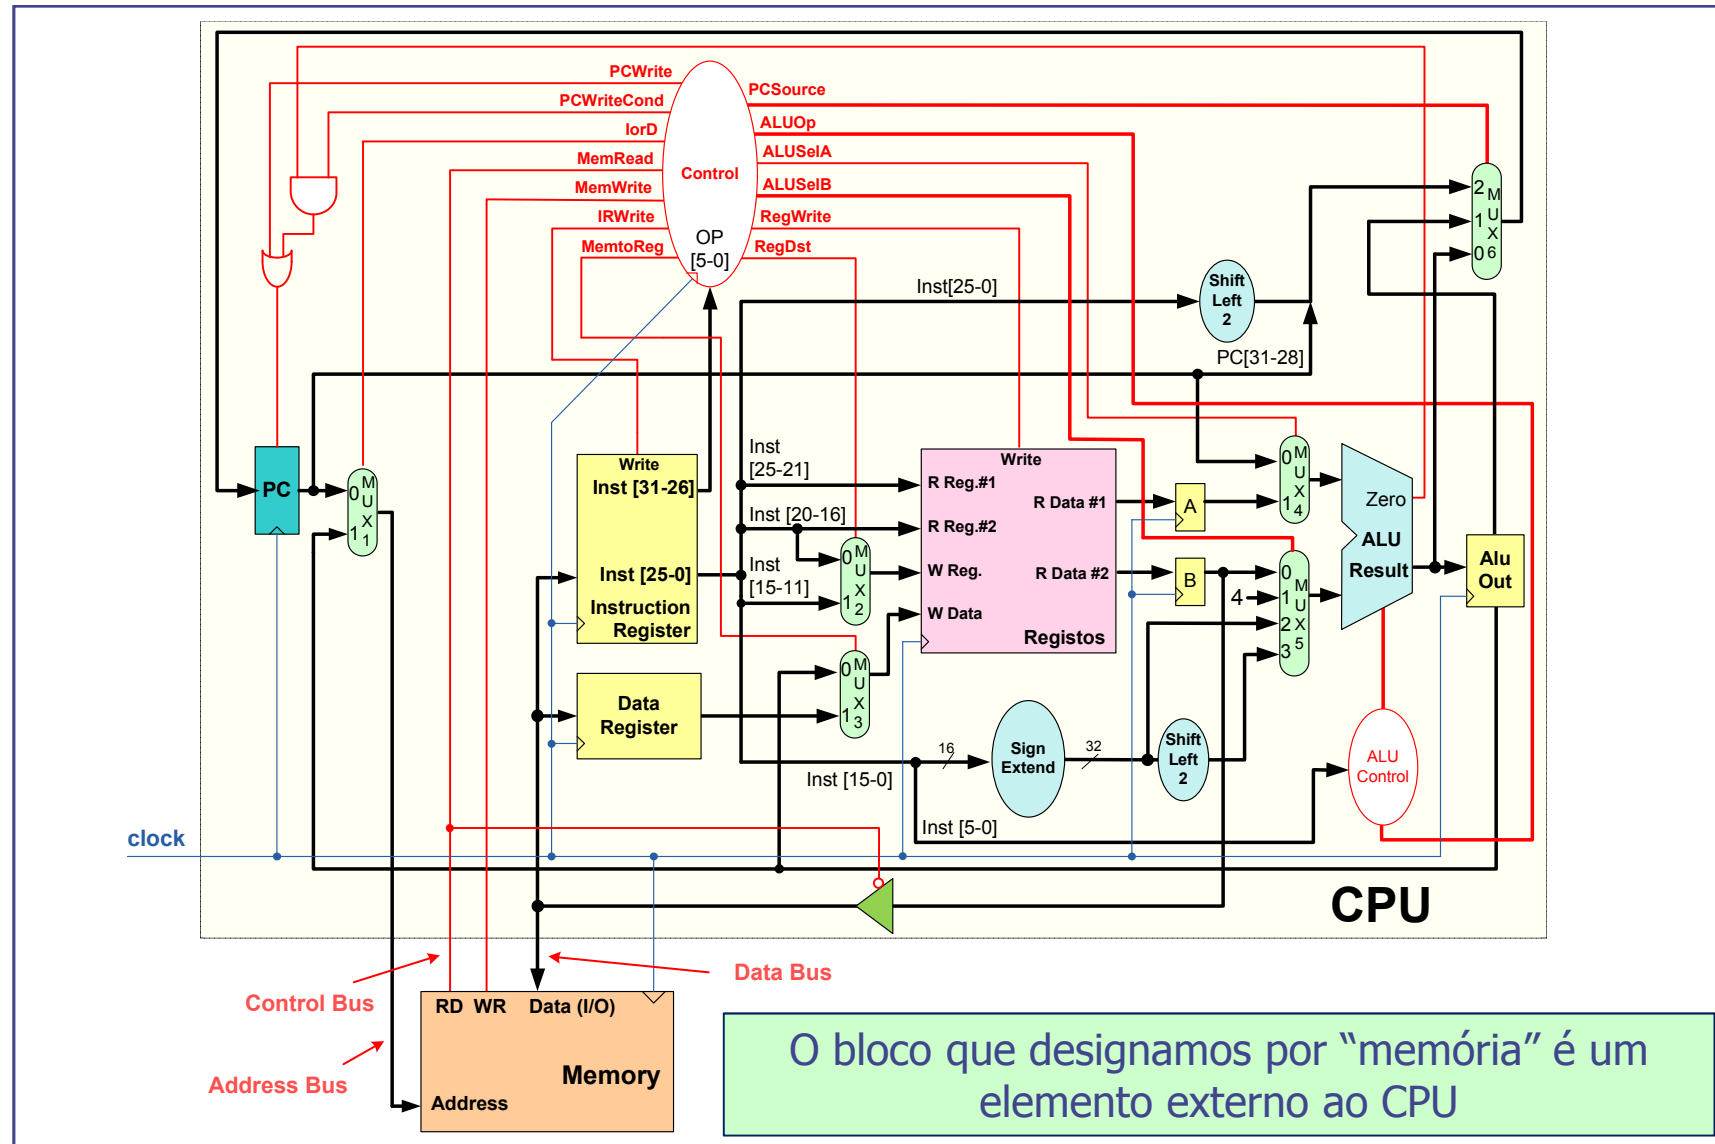 PCWrite
PCWriteCond
IorD
MemRead
MemWrite
IRWrite
MemtoReg
Control
OP
[5-0]
PCSource
ALUOp
ALUSelA
ALUSelB
RegWrite
RegDst
2
1
0
M
U
X
6
Inst[25-0]
Shift
Left
2
PC[31-28]
PC
0
1
M
U
X
1
Write
Inst [31-26]
Inst [25-0]
Instruction
Register
Inst
[25-21]
Inst [20-16]
Inst
[15-11]
0
1
M
U
X
2
Write
R Reg.#1
R Reg.#2
W Reg.
W Data
R Data #1
R Data #2
Registos
A
B
4
0
1
M
U
X
4
0
1
2
3
M
U
X
5
Zero
ALU
Result
Alu
Out
Data
Register
0
1
M
U
X
3
Inst [15-0]
16
Sign
Extend
32
Shift
Left
2
ALU
Control
Inst [5-0]
clock
CPU
Control Bus
Data Bus
Address Bus
RD WR Data (I/O)
Memory
Address
O bloco que designamos por “memória” é um
elemento externo ao CPU